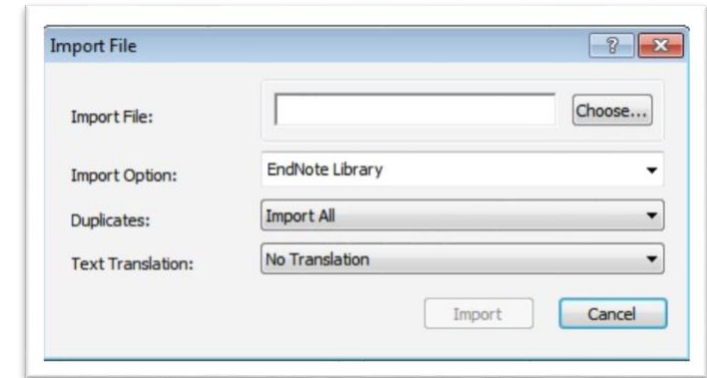 Import File
Import File:
Choose...
Import Option:
EndNote Library
Duplicates:
Import All
Text Translation:
No Translation
Import
Cancel